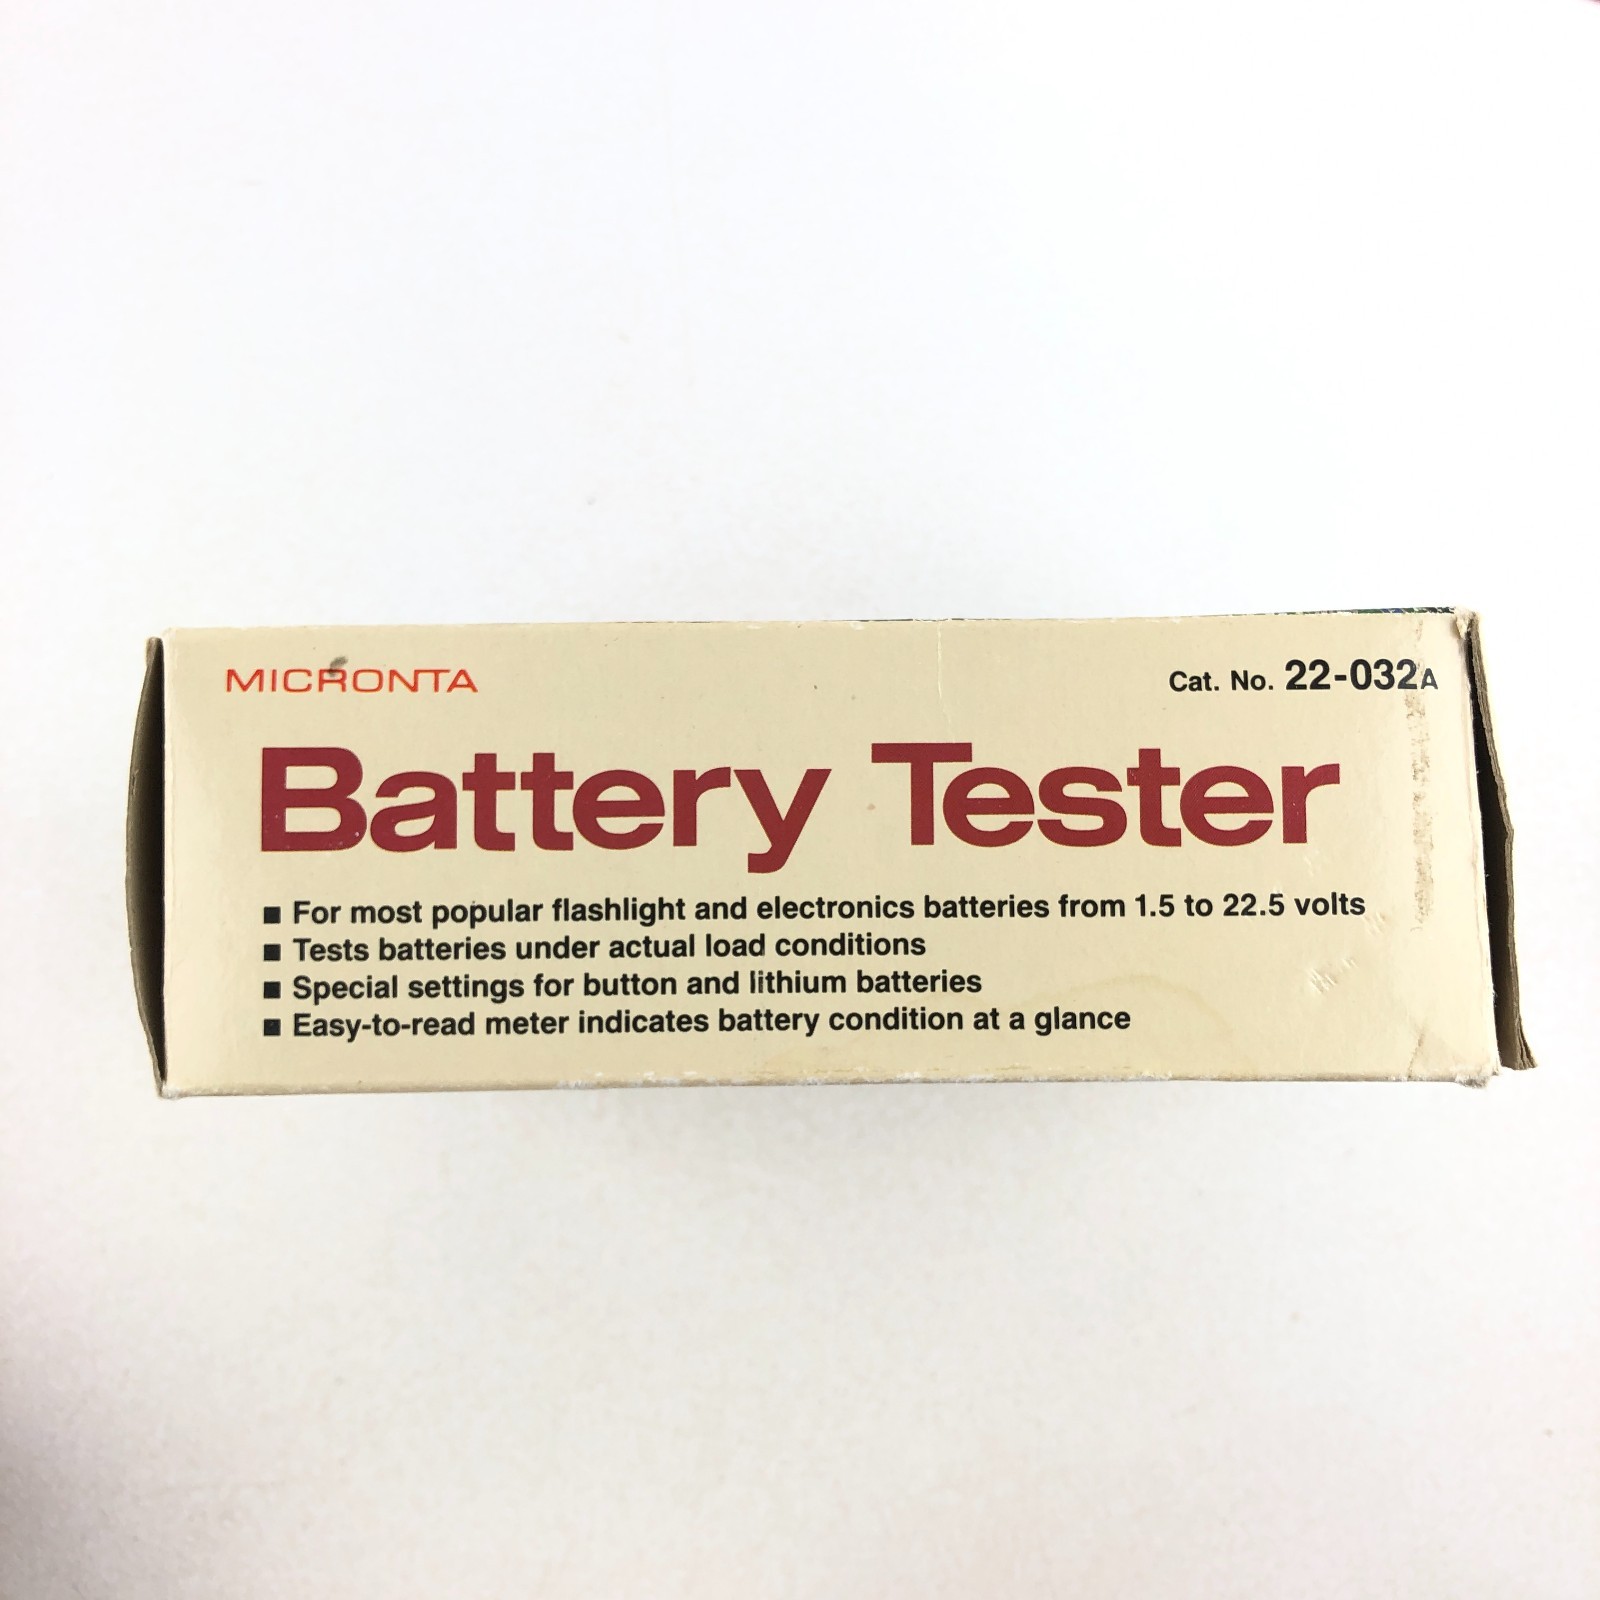 MICRONTA
Cat. No. 22-032A
Battery Tester
■ For most popular flashlight and electronics batteries from 1.5 to 22.5 volts
■ Tests batteries under actual load conditions
■ Special settings for button and lithium batteries
■ Easy-to-read meter indicates battery condition at a glance